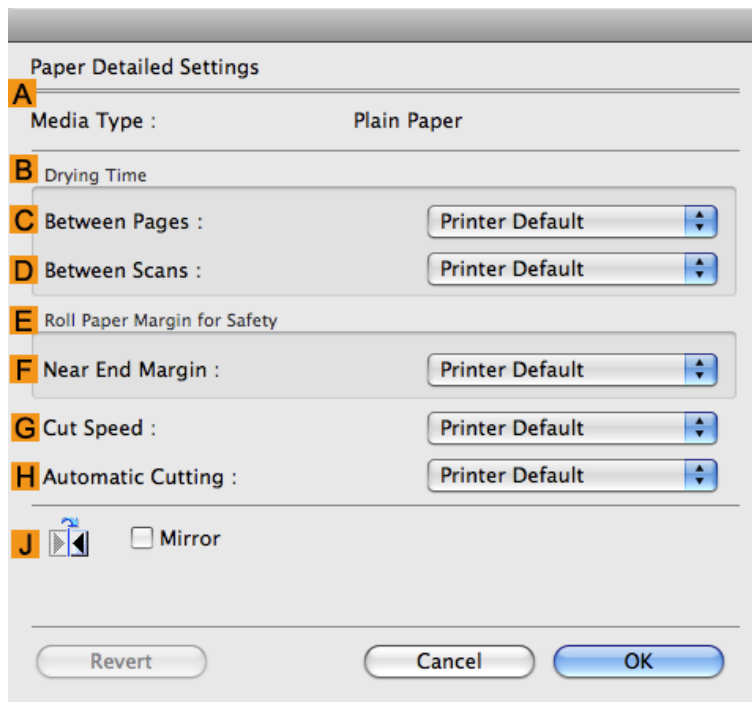 Paper Detailed Settings
A
Media Type : Plain Paper
B Drying Time
C Between Pages : Printer Default
D Between Scans : Printer Default
E Roll Paper Margin for Safety
F Near End Margin : Printer Default
G Cut Speed : Printer Default
H Automatic Cutting : Printer Default
J Mirror
Revert Cancel OK